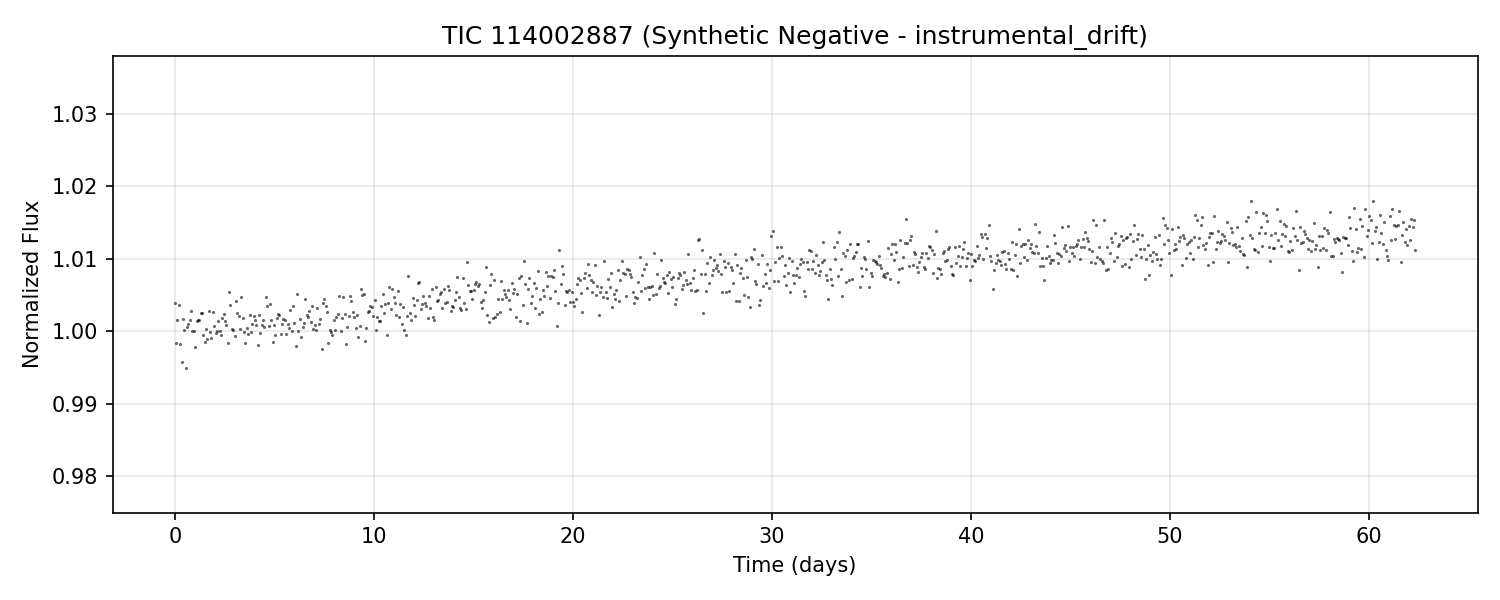 TIC 114002887 (Synthetic Negative - instrumental_drift)
Normalized Flux
1.03
1.02
1.01
1.00
0.99
0.98
0 10 20 30 40 50 60
Time (days)